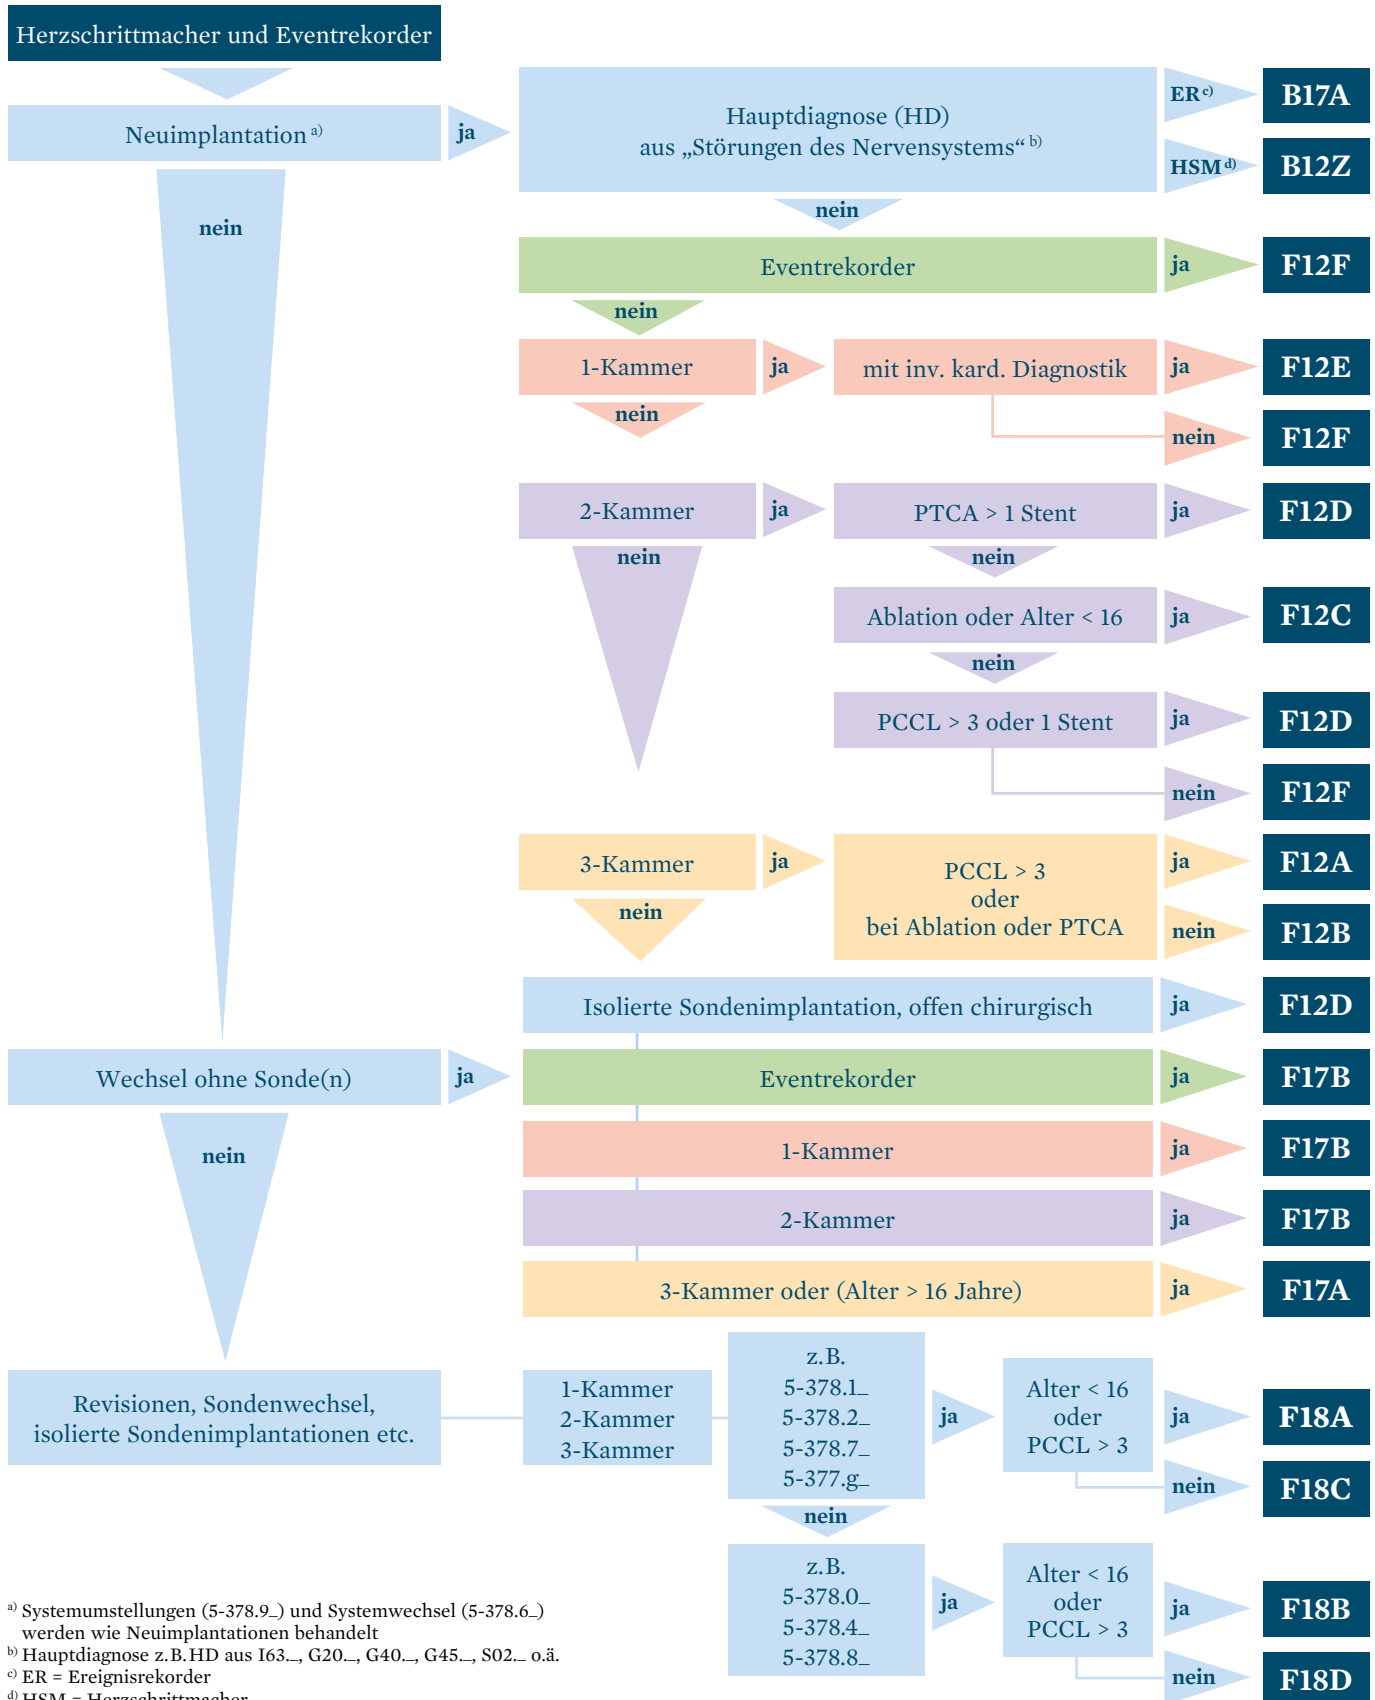 Herzschrittmacher und Eventrekorder
Neuimplantation a)
ja
Hauptdiagnose (HD)
aus „Störungen des Nervensystems“ b)
ER c)
B17A
HSM d)
B12Z
nein
nein
Eventrekorder
ja
F12F
nein
1-Kammer
ja
mit inv. kard. Diagnostik
ja
F12E
nein
nein
F12F
2-Kammer
ja
PTCA > 1 Stent
ja
F12D
nein
nein
Ablation oder Alter < 16
ja
F12C
nein
PCCL > 3 oder 1 Stent
ja
F12D
nein
F12F
3-Kammer
ja
PCCL > 3
oder
bei Ablation oder PTCA
ja
F12A
nein
nein
F12B
Isolierte Sondenimplantation, offen chirurgisch
ja
F12D
Wechsel ohne Sonde(n)
ja
Eventrekorder
ja
F17B
nein
1-Kammer
ja
F17B
2-Kammer
ja
F17B
3-Kammer oder (Alter > 16 Jahre)
ja
F17A
Revisionen, Sondenwechsel,
isolierte Sondenimplantationen etc.
1-Kammer
2-Kammer
3-Kammer
z.B.
5-378.1_
5-378.2_
5-378.7_
5-377.g_
ja
Alter < 16
oder
PCCL > 3
ja
F18A
nein
F18C
nein
z.B.
5-378.0_
5-378.4_
5-378.8_
ja
Alter < 16
oder
PCCL > 3
ja
F18B
nein
F18D
a) Systemumstellungen (5-378.9_) und Systemwechsel (5-378.6_)
werden wie Neuimplantationen behandelt
b) Hauptdiagnose z.B.HD aus I63._, G20._, G40._, G45._, S02._ o.ä.
c) ER = Ereignisrekorder
d) HSM = Herzschrittmacher